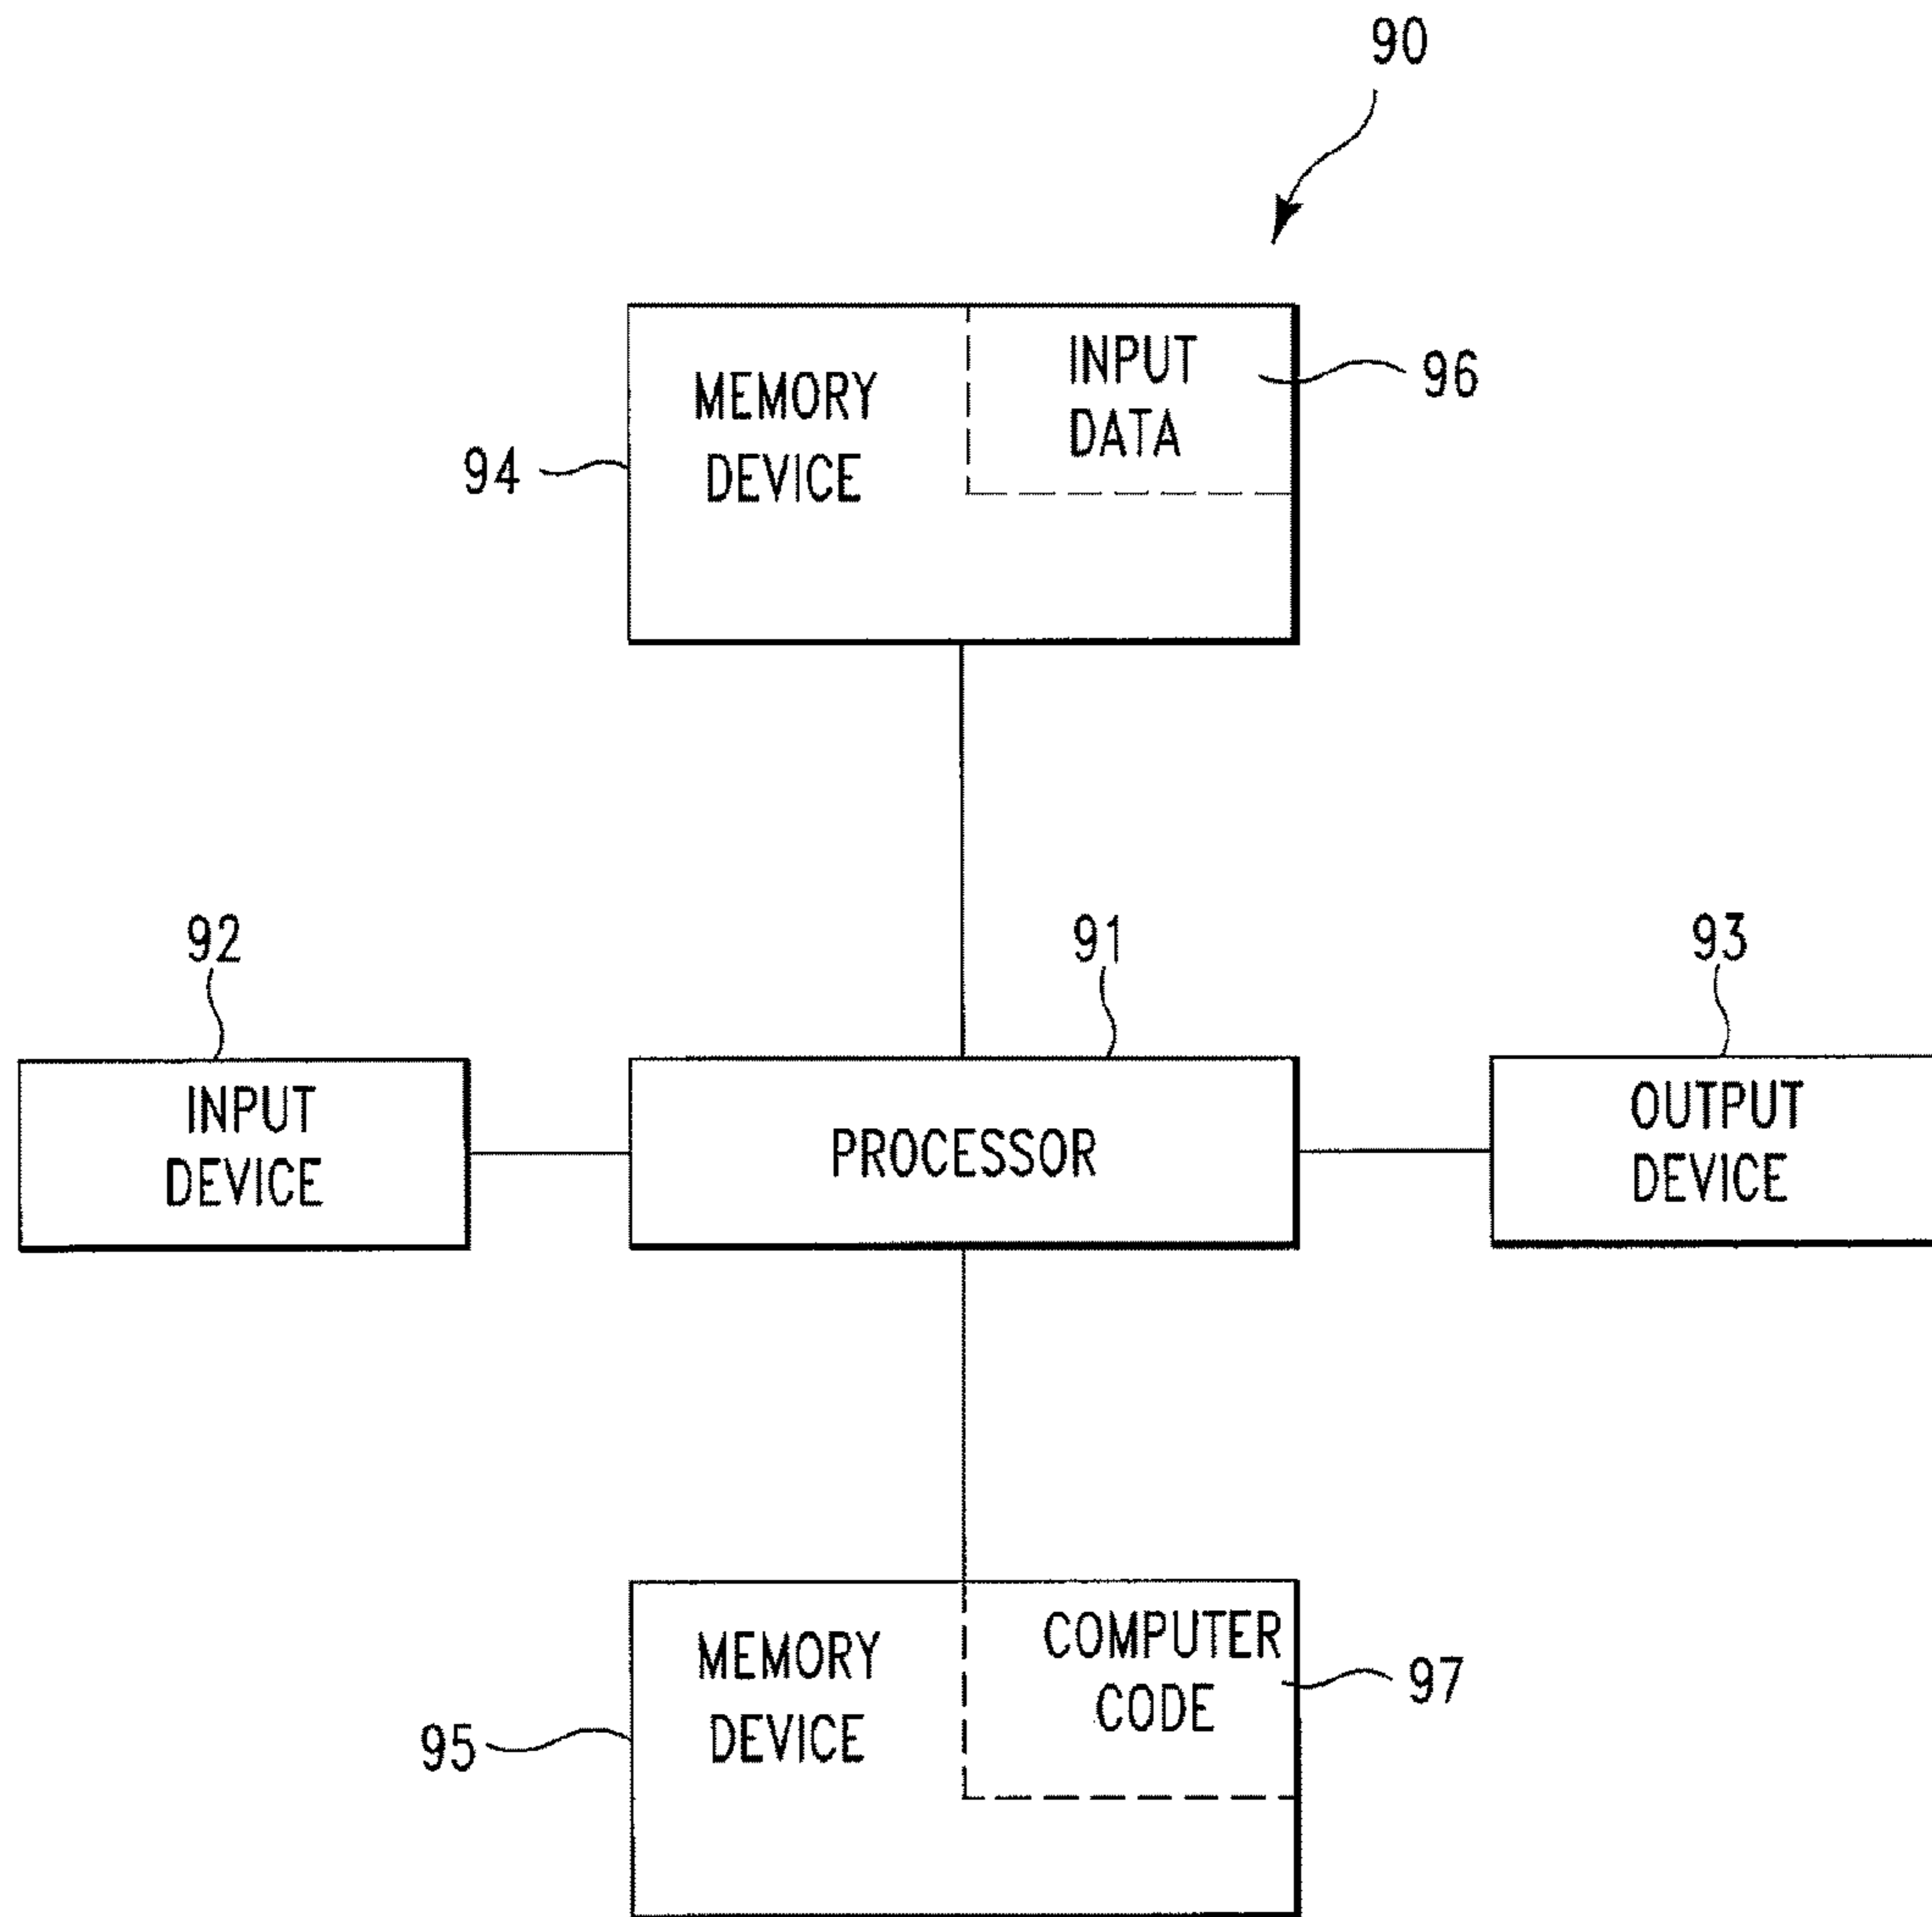 90
MEMORY
DEVICE
INPUT
DATA
96
94
92
91
93
INPUT
DEVICE
PROCESSOR
OUTPUT
DEVICE
MEMORY
DEVICE
COMPUTER
CODE
97
95